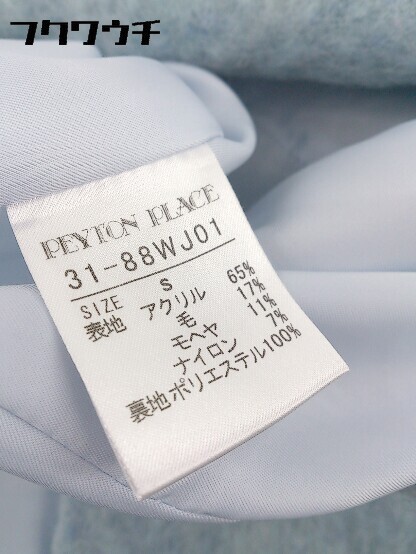 フクワウチ
PEYTON PLACE
31-88WJ01
SIZE S
表地 アクリル 65%
毛 17%
モヘヤ 11%
ナイロン 7%
裏地ポリエステル100%